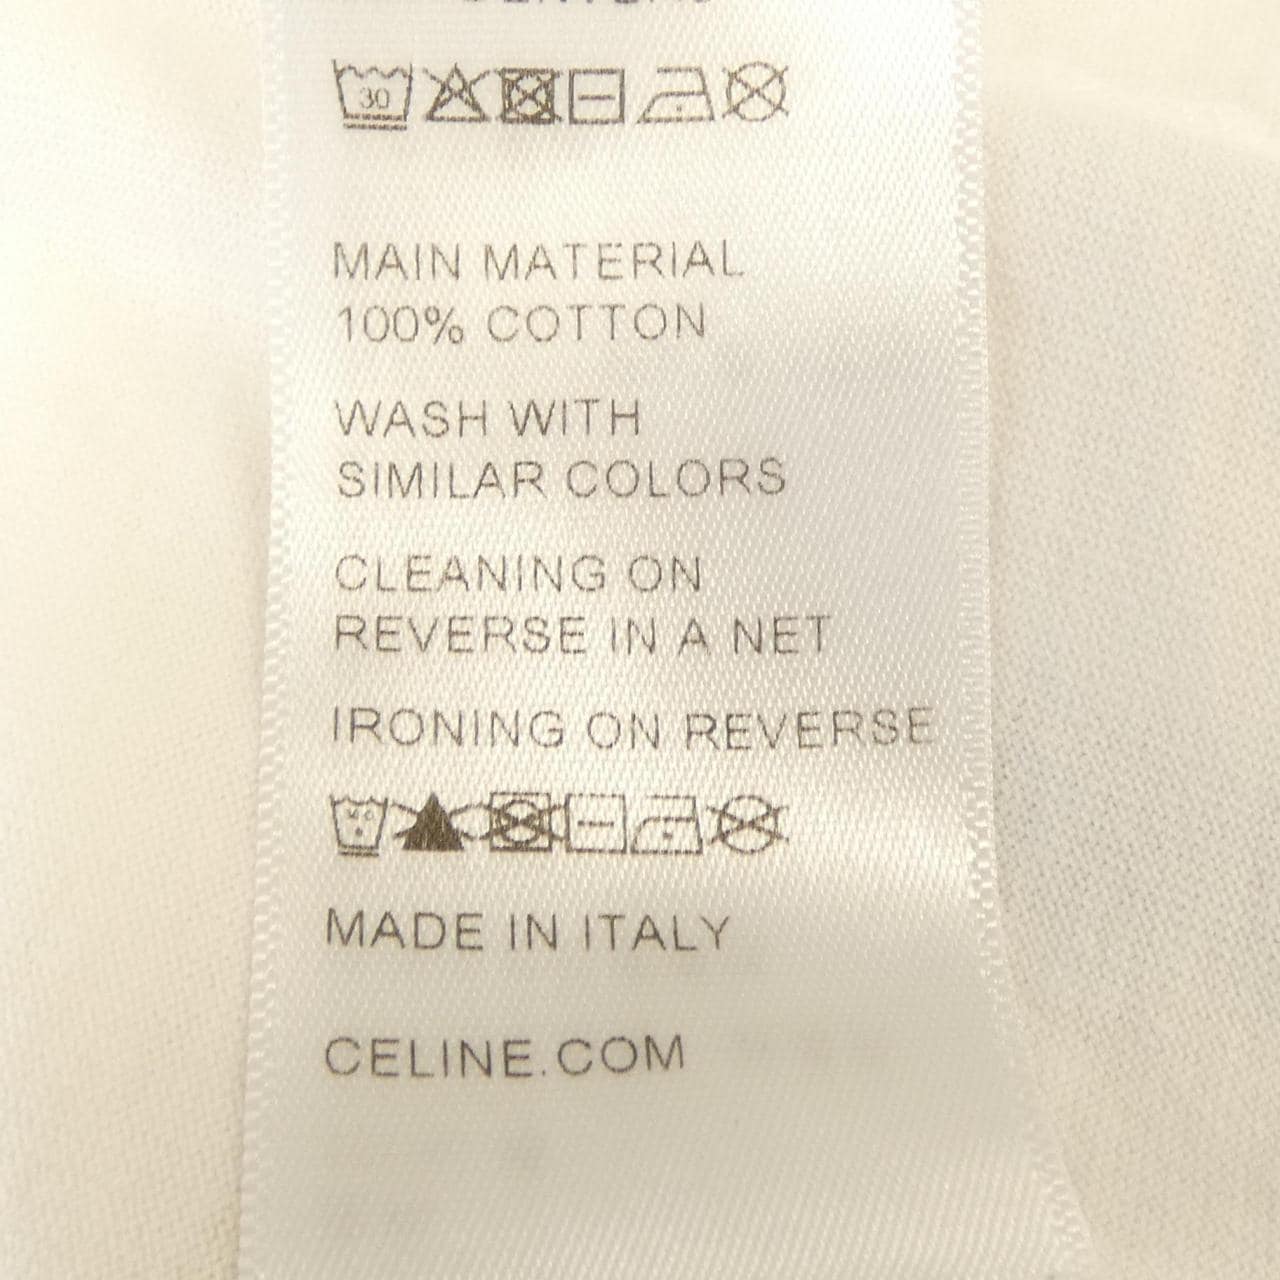 30
MAIN MATERIAL
100% COTTON
WASH WITH
SIMILAR COLORS
CLEANING ON
REVERSE IN A NET
IRONING ON REVERSE
MADE IN ITALY
CELINE.COM